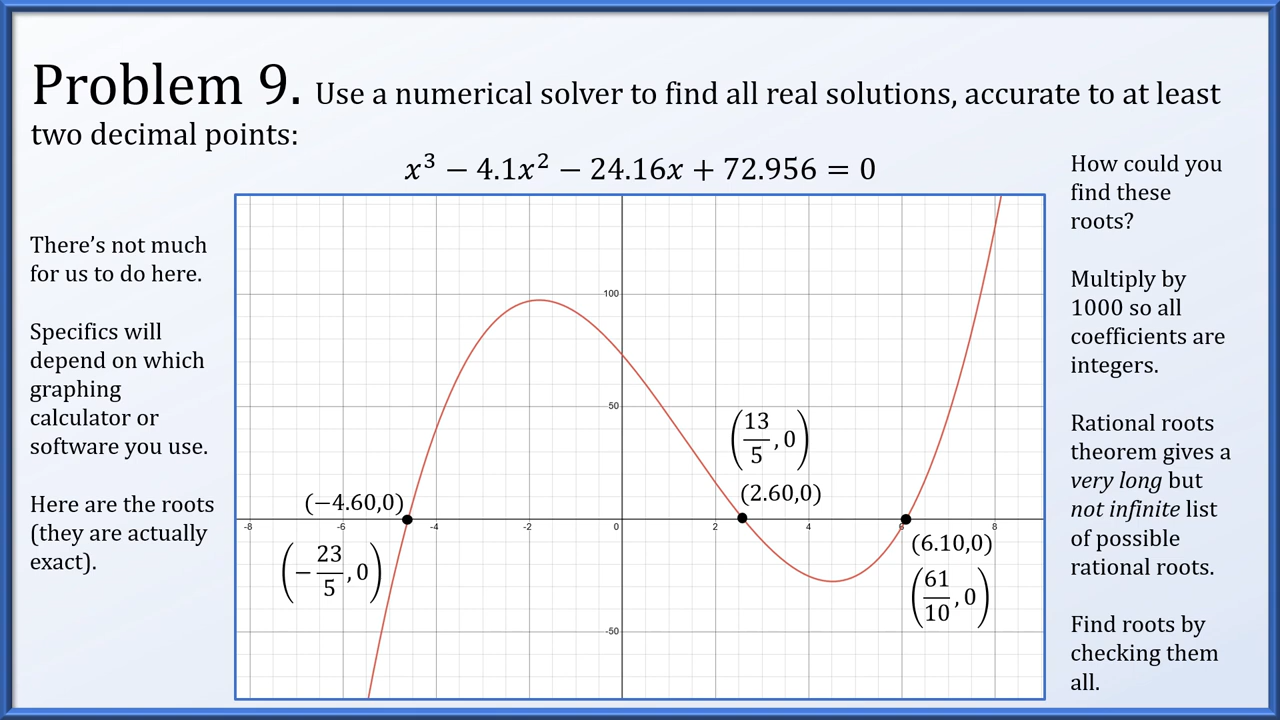 Problem 9. Use a numerical solver to find all real solutions, accurate to at least
two decimal points:
x³ − 4.1x² − 24.16x + 72.956 = 0
There’s not much
for us to do here.
Specifics will
depend on which
graphing
calculator or
software you use.
Here are the roots
(they are actually
exact).
100
50
(13/5, 0)
(2.60,0)
(−4.60,0)
-8
-6
-4
-2
0
2
4
6
8
(6.10,0)
(−23/5, 0)
(61/10, 0)
-50
How could you
find these
roots?
Multiply by
1000 so all
coefficients are
integers.
Rational roots
theorem gives a
very long but
not infinite list
of possible
rational roots.
Find roots by
checking them
all.